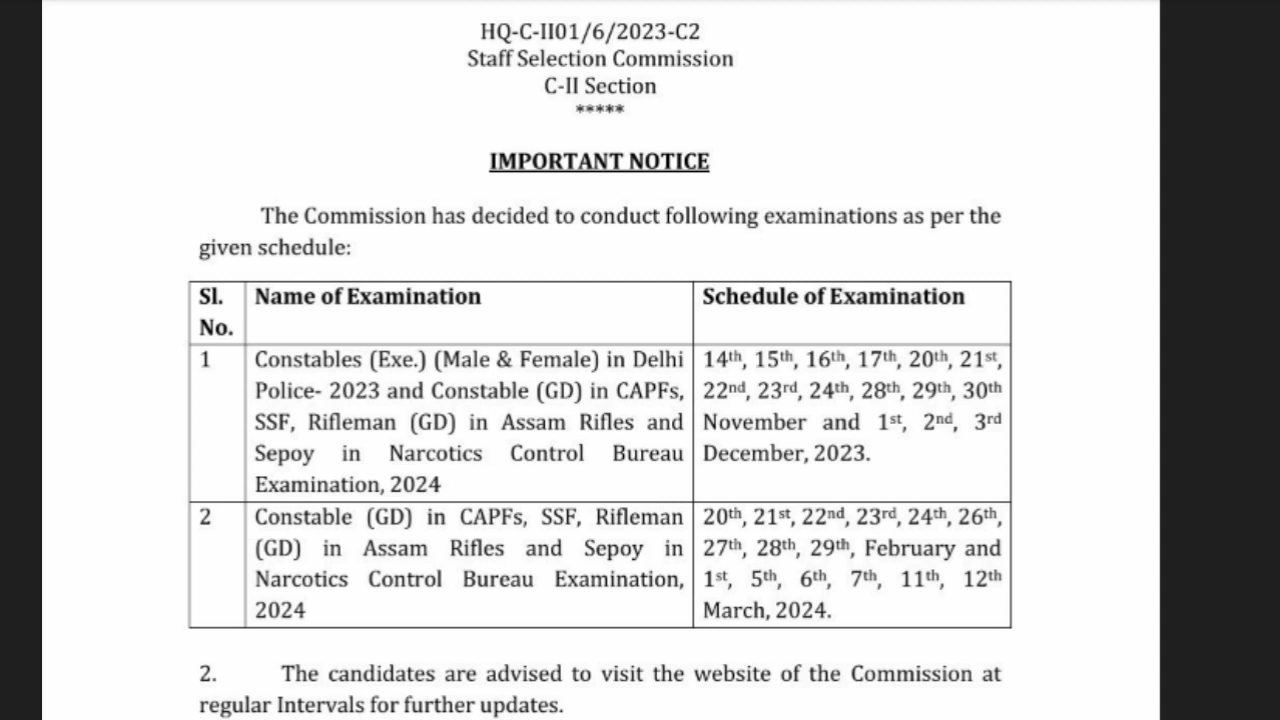 HQ-C-II01/6/2023-C2
Staff Selection Commission
C-II Section
*****
IMPORTANT NOTICE
The Commission has decided to conduct following examinations as per the
given schedule:
Sl. No.
Name of Examination
Schedule of Examination
1
Constables (Exe.) (Male & Female) in Delhi
Police- 2023 and Constable (GD) in CAPFs,
SSF, Rifleman (GD) in Assam Rifles and
Sepoy in Narcotics Control Bureau
Examination, 2024
14th, 15th, 16th, 17th, 20th, 21st,
22nd, 23rd, 24th, 28th, 29th, 30th
November and 1st, 2nd, 3rd
December, 2023.
2
Constable (GD) in CAPFs, SSF, Rifleman
(GD) in Assam Rifles and Sepoy in
Narcotics Control Bureau Examination,
2024
20th, 21st, 22nd, 23rd, 24th, 26th,
27th, 28th, 29th, February and
1st, 5th, 6th, 7th, 11th, 12th
March, 2024.
2. The candidates are advised to visit the website of the Commission at
regular Intervals for further updates.